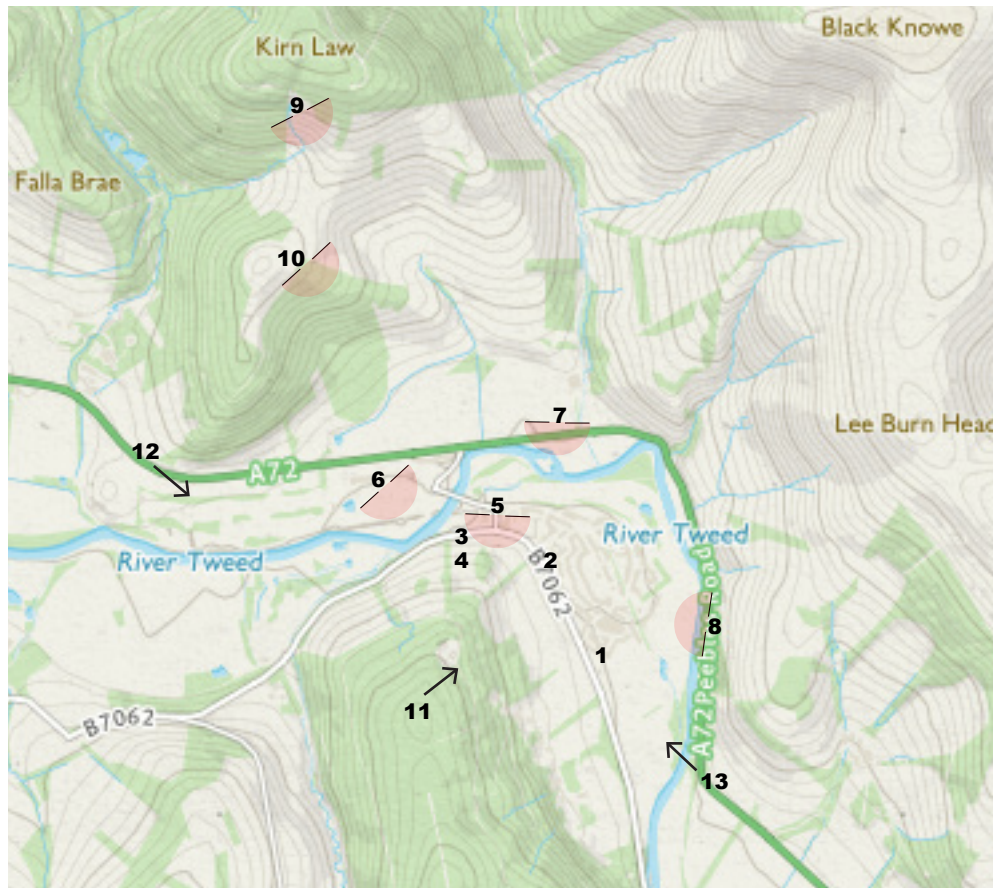 Kirn Law
Black Knowe
9
Falla Brae
10
7
Lee Burn Head
12
A72
6
5
River Tweed
3
River Tweed
4
2
B7062
8
1
A72 Peebles Road
11
B7062
13